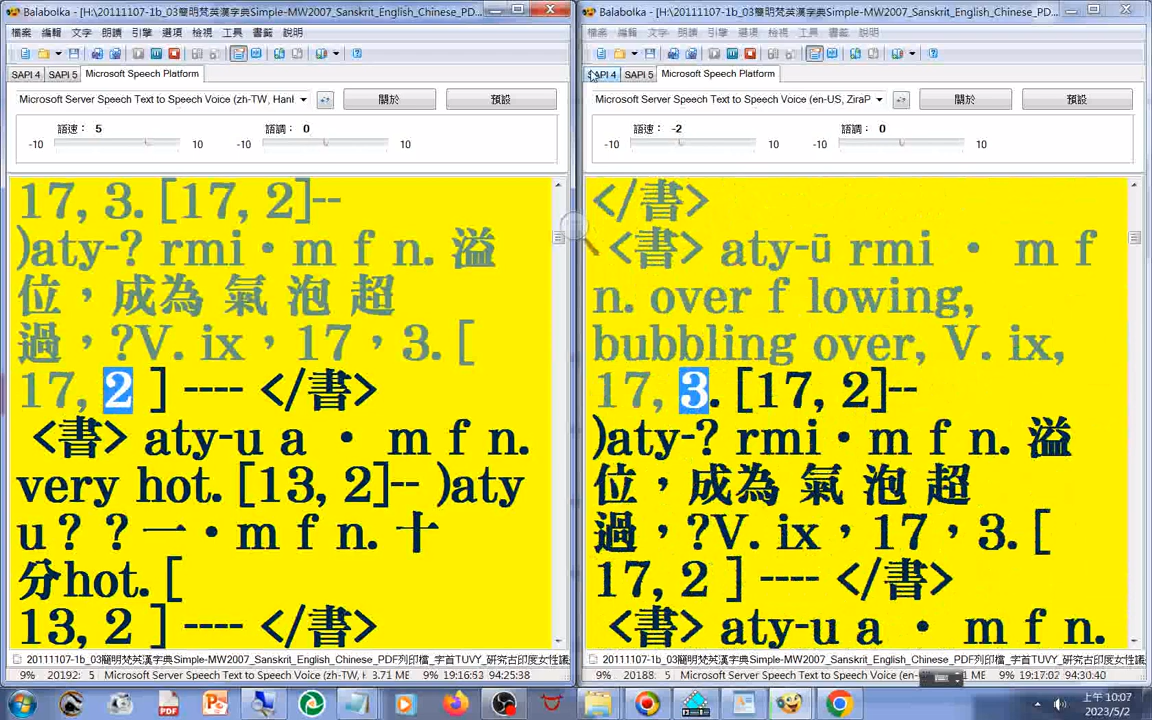 Balabolka - [H:\20111107-1b_03簡明梵英漢字典Simple-MW2007_Sanskrit_English_Chinese_PD...
檔案 編輯 文字 朗讀 引擎 選項 檢視 工具 書籤 說明
SAPI 4 SAPI 5 Microsoft Speech Platform
Microsoft Server Speech Text to Speech Voice (zh-TW, HanH
關於 預設
語速： 5 語調： 0
-10 10 -10 10
17, 3. [17, 2]--
)aty-? rmi・m f n. 溢
位，成為 氣 泡 超
過，?V. ix，17，3. [
17, 2 ] ---- </書>
<書> aty-u a ・ m f n.
very hot. [13, 2]-- )aty
u？？一・m f n. 十
分hot. [
13, 2 ] ---- </書>
20111107-1b_03簡明梵英漢字典Simple-MW2007_Sanskrit_English_Chinese_PDF列印檔_字首TUVY_研究古印度女性議
9% 20192: 5 Microsoft Server Speech Text to Speech Voice (zh-TW, H 3.71 MB 9% 19:16:53 94:25:38
Balabolka - [H:\20111107-1b_03簡明梵英漢字典Simple-MW2007_Sanskrit_English_Chinese_PD...
檔案 編輯 文字 朗讀 引擎 選項 檢視 工具 書籤 說明
SAPI 4 SAPI 5 Microsoft Speech Platform
Microsoft Server Speech Text to Speech Voice (en-US, ZiraP
關於 預設
語速： -2 語調： 0
-10 10 -10 10
</書>
<書> aty-ū rmi ・ m f
n. over f lowing,
bubbling over, V. ix,
17, 3. [17, 2]--
)aty-? rmi・m f n. 溢
位，成為 氣 泡 超
過，?V. ix，17，3. [
17, 2 ] ---- </書>
<書> aty-u a ・ m f n.
20111107-1b_03簡明梵英漢字典Simple-MW2007_Sanskrit_English_Chinese_PDF列印檔_字首TUVY_研究古印度女性議
9% 20188: 5 Microsoft Server Speech Text to Speech Voice 9% 19:17:02 94:30:40
上午 10:07
2023/5/2